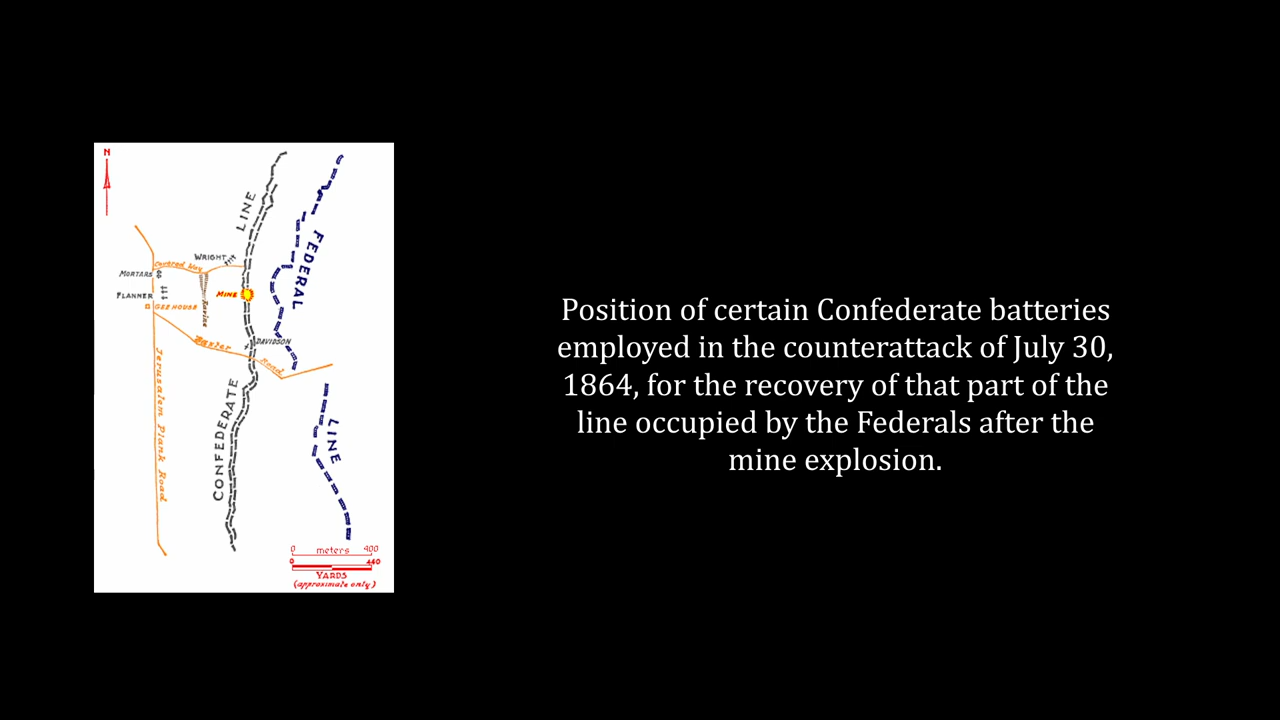 N
LINE
FEDERAL
WRIGHT
Covered Way
MORTARS
FLANNER
MINE
GEE HOUSE
Ravine
DAVIDSON
Baxter Road
Jerusalem Plank Road
CONFEDERATE
LINE
0 meters 400
0 440
YARDS
(approximate only)
Position of certain Confederate batteries
employed in the counterattack of July 30,
1864, for the recovery of that part of the
line occupied by the Federals after the
mine explosion.